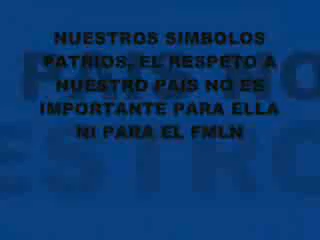 NUESTROS SIMBOLOS
PATRIOS, EL RESPETO A
NUESTRO PAIS NO ES
IMPORTANTE PARA ELLA
NI PARA EL FMLN